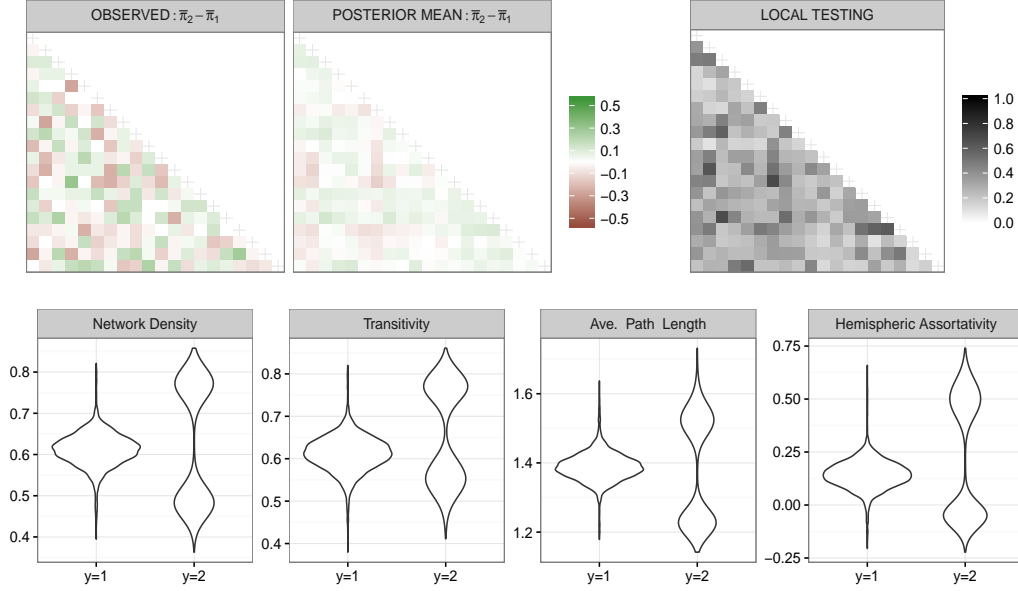 OBSERVED : π̅₂ − π̅₁
POSTERIOR MEAN : π̅₂ − π̅₁
LOCAL TESTING
0.5
0.3
0.1
−0.1
−0.3
−0.5
1.0
0.8
0.6
0.4
0.2
0.0
Network Density
0.8
0.7
0.6
0.5
0.4
y=1
y=2
Transitivity
0.8
0.7
0.6
0.5
0.4
y=1
y=2
Ave. Path Length
1.6
1.4
1.2
y=1
y=2
Hemispheric Assortativity
0.75
0.50
0.25
0.00
−0.25
y=1
y=2